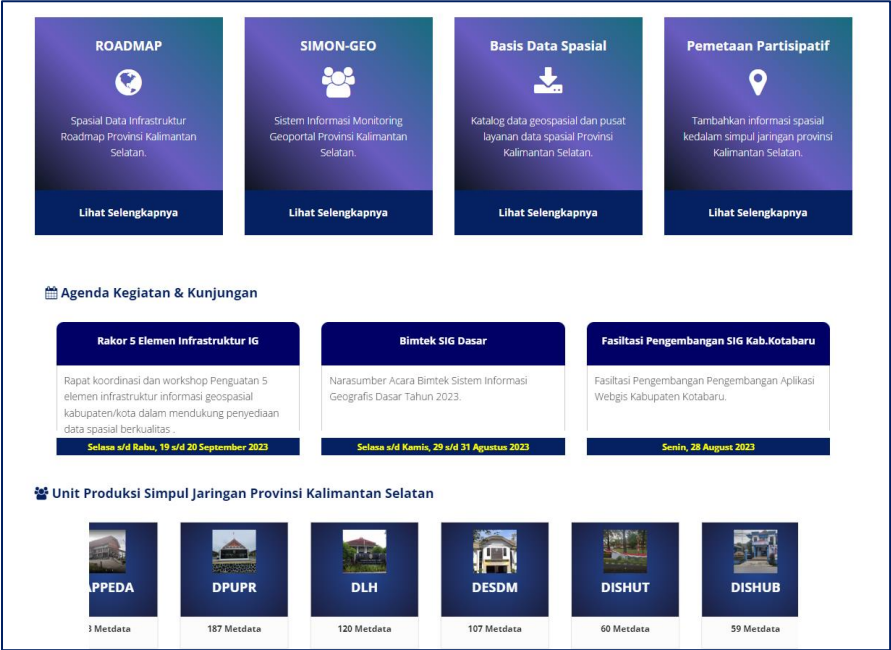 ROADMAP
Spasial Data Infrastruktur
Roadmap Provinsi Kalimantan
Selatan.
Lihat Selengkapnya
SIMON-GEO
Sistem Informasi Monitoring
Geoportal Provinsi Kalimantan
Selatan.
Lihat Selengkapnya
Basis Data Spasial
Katalog data geospasial dan pusat
layanan data spasial Provinsi
Kalimantan Selatan.
Lihat Selengkapnya
Pemetaan Partisipatif
Tambahkan informasi spasial
kedalam simpul jaringan provinsi
Kalimantan Selatan.
Lihat Selengkapnya
Agenda Kegiatan & Kunjungan
Rakor 5 Elemen Infrastruktur IG
Rapat koordinasi dan workshop Penguatan 5
elemen infrastruktur informasi geospasial
kabupaten/kota dalam mendukung penyediaan
data spasial berkualitas .
Selasa s/d Rabu, 19 s/d 20 September 2023
Bimtek SIG Dasar
Narasumber Acara Bimtek Sistem Informasi
Geografis Dasar Tahun 2023.
Selasa s/d Kamis, 29 s/d 31 Agustus 2023
Fasiltasi Pengembangan SIG Kab.Kotabaru
Fasiltasi Pengembangan Pengembangan Aplikasi
Webgis Kabupaten Kotabaru.
Senin, 28 August 2023
Unit Produksi Simpul Jaringan Provinsi Kalimantan Selatan
APPEDA
Metdata
DPUPR
187 Metdata
DLH
120 Metdata
DESDM
107 Metdata
DISHUT
60 Metdata
DISHUB
59 Metdata